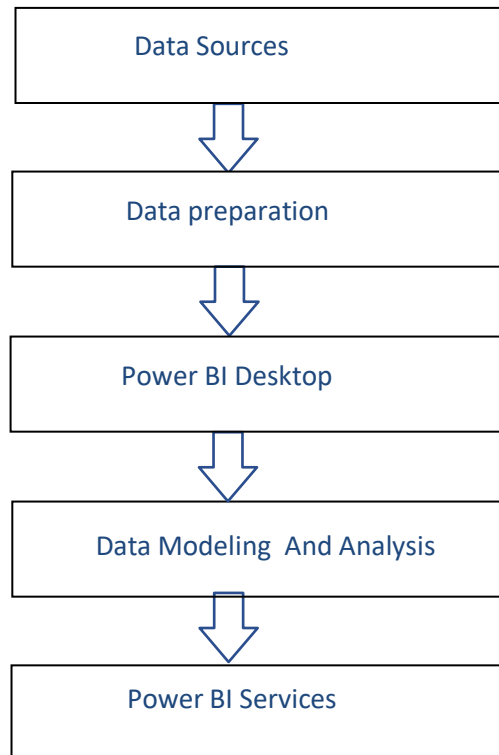 Data Sources
Data preparation
Power BI Desktop
Data Modeling  And Analysis
Power BI Services